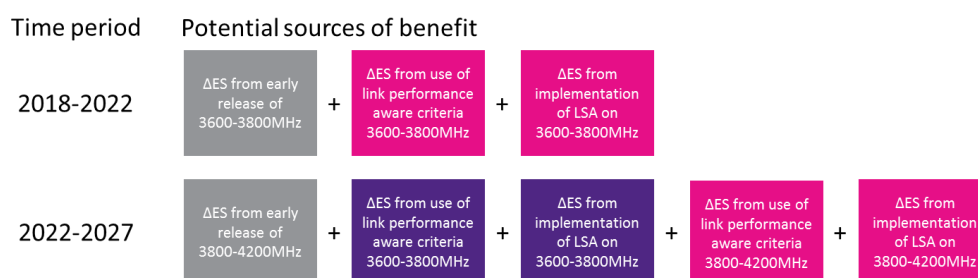 Time period
Potential sources of benefit
2018-2022
ΔES from early
release of
3600-3800MHz
+
ΔES from use of
link performance
aware criteria
3600-3800MHz
+
ΔES from
implementation
of LSA on
3600-3800MHz
2022-2027
ΔES from early
release of
3800-4200MHz
+
ΔES from use of
link performance
aware criteria
3600-3800MHz
+
ΔES from
implementation
of LSA on
3600-3800MHz
+
ΔES from use of
link performance
aware criteria
3800-4200MHz
+
ΔES from
implementation
of LSA on
3800-4200MHz